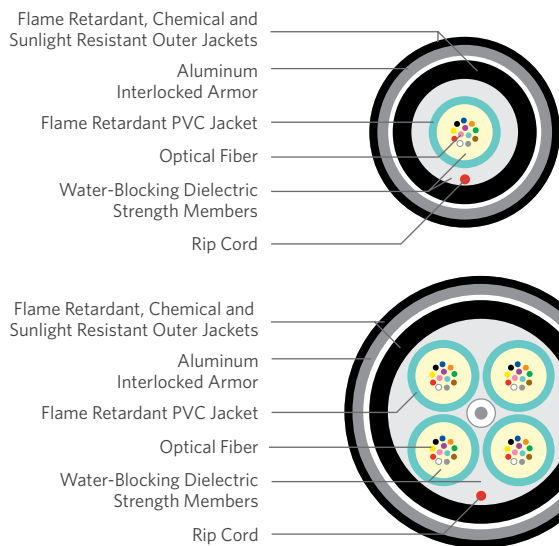 Flame Retardant, Chemical and
Sunlight Resistant Outer Jackets
Aluminum
Interlocked Armor
Flame Retardant PVC Jacket
Optical Fiber
Water-Blocking Dielectric
Strength Members
Rip Cord
Flame Retardant, Chemical and
Sunlight Resistant Outer Jackets
Aluminum
Interlocked Armor
Flame Retardant PVC Jacket
Optical Fiber
Water-Blocking Dielectric
Strength Members
Rip Cord